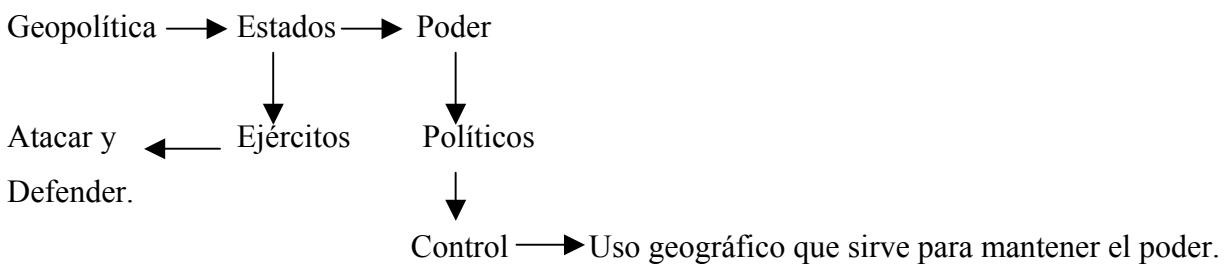 Geopolítica Estados Poder
Atacar y Ejércitos Políticos
Defender.
Control Uso geográfico que sirve para mantener el poder.